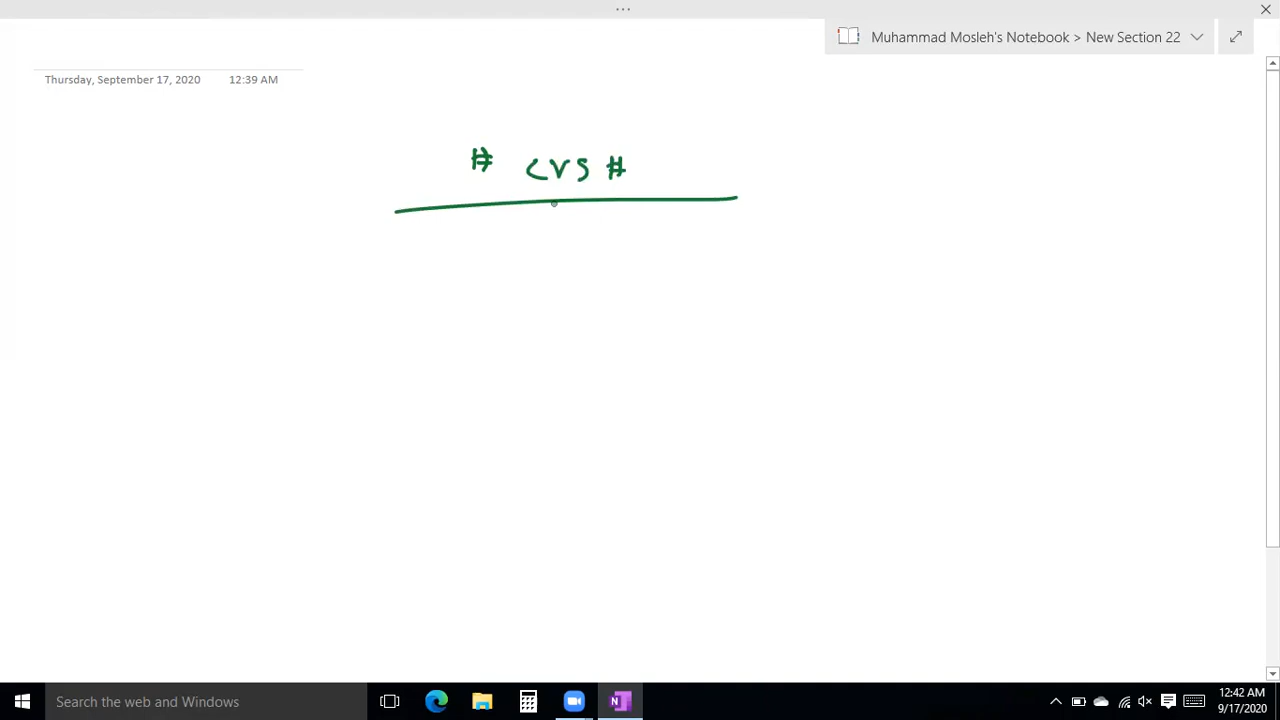 ...
Muhammad Mosleh's Notebook > New Section 22
Thursday, September 17, 2020 12:39 AM
# CVS #
Search the web and Windows
N
12:42 AM
9/17/2020